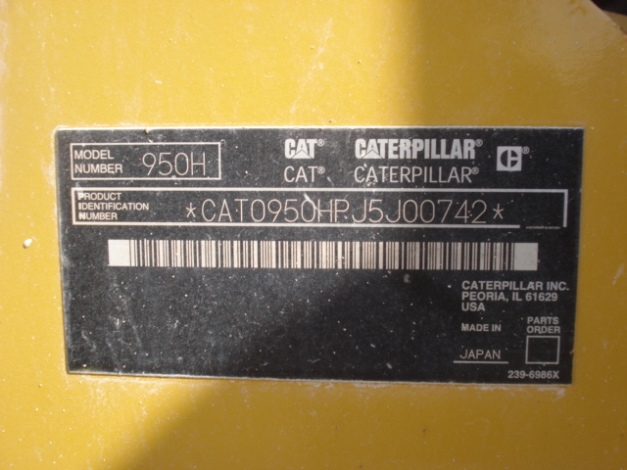 MODEL NUMBER 950H
CAT® CATERPILLAR® C®
CAT® CATERPILLAR®
PRODUCT IDENTIFICATION NUMBER *CAT0950HPJ5J00742*
CATERPILLAR INC.
PEORIA, IL 61629
USA
MADE IN PARTS ORDER
JAPAN
239-6986X